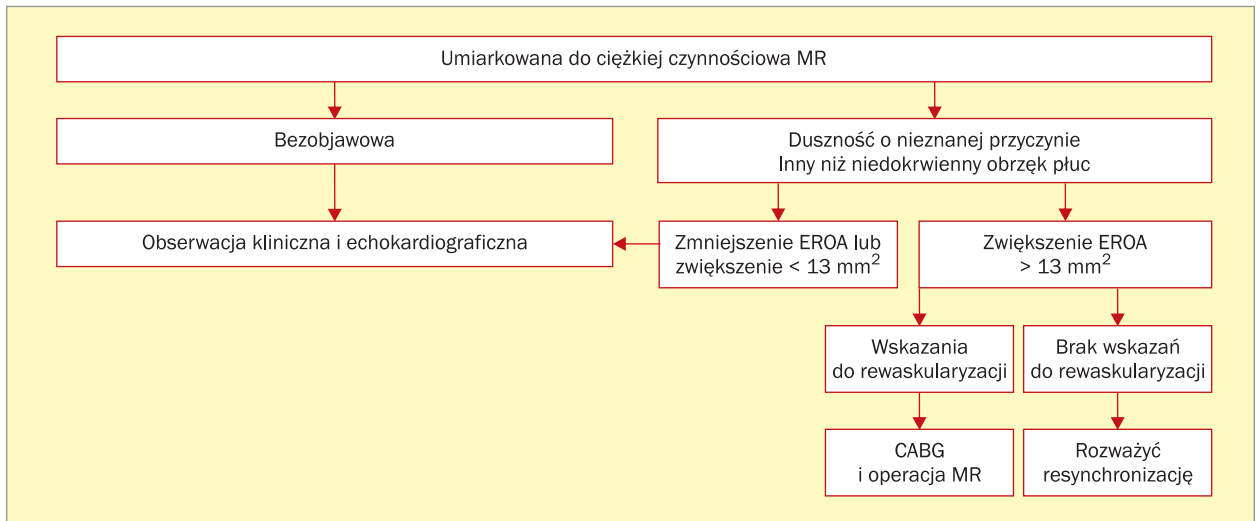 Umiarkowana do ciężkiej czynnościowa MR
Bezobjawowa
Duszność o nieznanej przyczynie
Inny niż niedokrwienny obrzęk płuc
Obserwacja kliniczna i echokardiograficzna
Zmniejszenie EROA lub
zwiększenie < 13 mm²
Zwiększenie EROA
> 13 mm²
Wskazania
do rewaskularyzacji
Brak wskazań
do rewaskularyzacji
CABG
i operacja MR
Rozważyć
resynchronizację